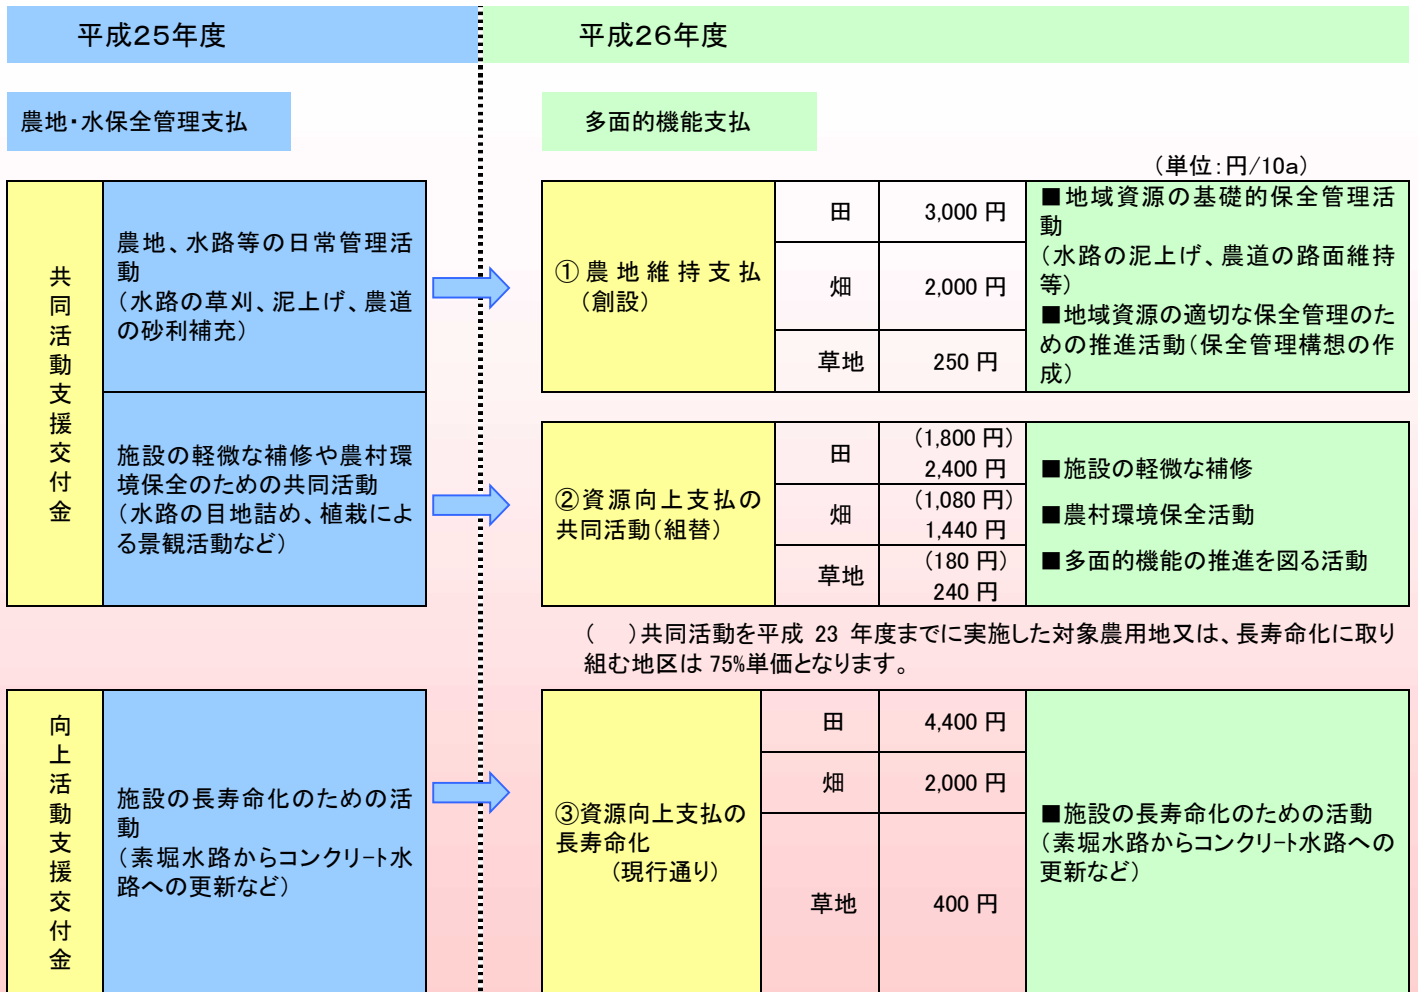 平成25年度
平成26年度
農地・水保全管理支払
多面的機能支払
（単位：円/10a）
共同活動支援交付金
農地、水路等の日常管理活
動
（水路の草刈、泥上げ、農道
の砂利補充）
①農地維持支払
（創設）
田
3,000 円
畑
2,000 円
草地
250 円
■地域資源の基礎的保全管理活
動
（水路の泥上げ、農道の路面維持
等）
■地域資源の適切な保全管理のた
めの推進活動（保全管理構想の作
成）
施設の軽微な補修や農村環
境保全のための共同活動
（水路の目地詰め、植栽によ
る景観活動など）
②資源向上支払の
共同活動（組替）
田
（1,800 円）
2,400 円
畑
（1,080 円）
1,440 円
草地
（180 円）
240 円
■施設の軽微な補修
■農村環境保全活動
■多面的機能の推進を図る活動
（　）共同活動を平成 23 年度までに実施した対象農用地又は、長寿命化に取り
組む地区は 75%単価となります。
向上活動支援交付金
施設の長寿命化のための活
動
（素堀水路からコンクリート水
路への更新など）
③資源向上支払の
長寿命化
（現行通り）
田
4,400 円
畑
2,000 円
草地
400 円
■施設の長寿命化のための活動
（素堀水路からコンクリート水路への
更新など）